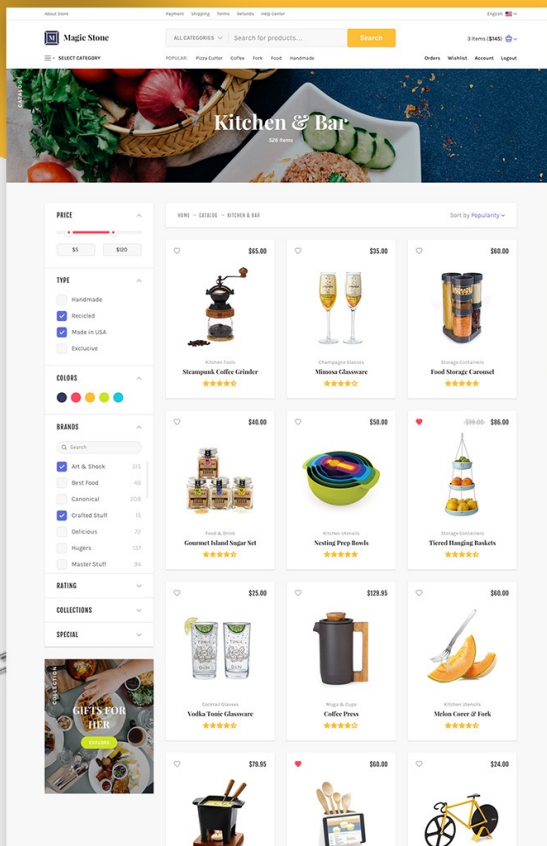 About Store
Payment Shipping Terms Refunds Help Center
English
M Magic Stone
ALL CATEGORIES Search for products... Search
3 Items ($145)
SELECT CATEGORY
POPULAR: Pizza Cutter Coffee Pork Food Handmade
Orders Wishlist Account Logout
CATALOG
Kitchen & Bar
326 items
PRICE
$5 $120
TYPE
Handmade
Recicled
Made in USA
Exclusive
COLORS
BRANDS
Search
Art & Shock
Best Food
Canonical
Crafted Stuff
Delicious
Hugers
Master Stuff
RATING
COLLECTIONS
SPECIAL
COLLECTION
GIFTS FOR
HER
EXPLORE
HOME → CATALOG → KITCHEN & BAR
Sort by Popularity
$65.00
Kitchen Tools
Steampunk Coffee Grinder
$35.00
Champagne Glasses
Mimosa Glassware
$60.00
Storage Containers
Food Storage Carousel
$40.00
Food & Drink
Gourmet Island Sugar Set
$50.00
Kitchen Utensils
Nesting Prep Bowls
$86.00
Storage Containers
Tiered Hanging Baskets
$25.00
Cocktail Glasses
Vodka Tonic Glassware
$129.95
Mugs & Cups
Coffee Press
$60.00
Kitchen Utensils
Melon Corer & Fork
$79.95
$60.00
$24.00